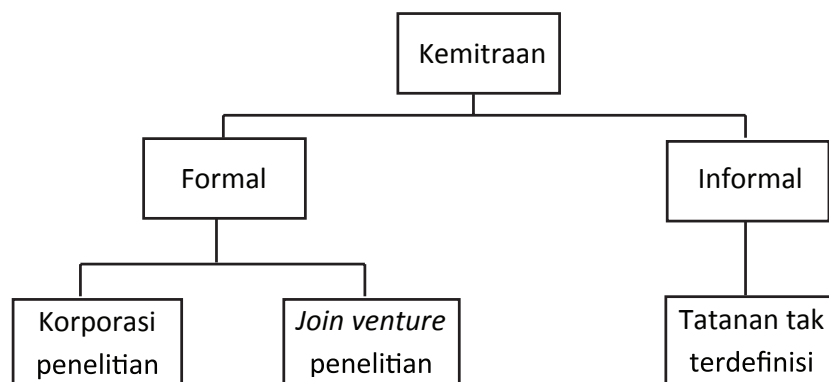 Kemitraan
Formal
Informal
Korporasi
penelitian
Join venture
penelitian
Tatanan tak
terdefinisi